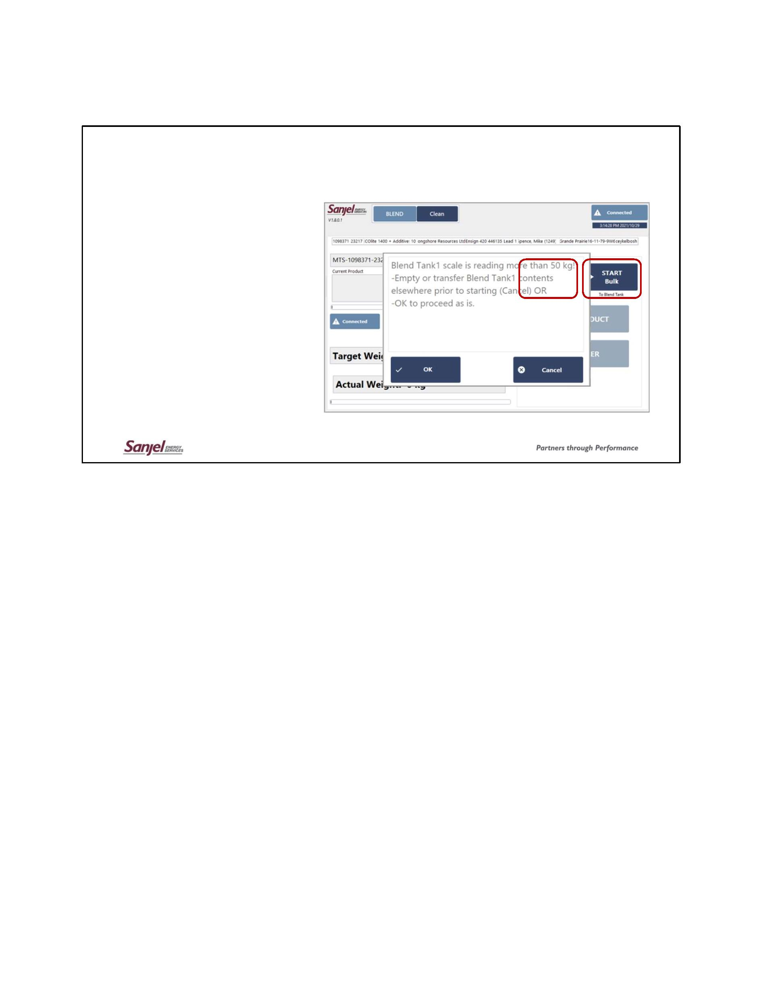 Sanjel ENERGY SERVICES
BLEND
Clean
Connected
V1.8.0.1
3:14:28 PM 2021/10/29
1098371 23217 COlite 1400 + Additive: 10 ongshore Resources LtdEnsign 420 446135 Lead 1 Spence, Mike (1249) Grande Prairie16-11-79-9W6ceykelbosh
MTS-1098371-232
Current Product
Blend Tank1 scale is reading more than 50 kg!
-Empty or transfer Blend Tank1 contents
elsewhere prior to starting (Cancel) OR
-OK to proceed as is.
START
Bulk
To Blend Tank
Connected
DUCT
Target Weig
ER
OK
Cancel
Actual Weight: kg
Sanjel ENERGY
SERVICES
Partners through Performance